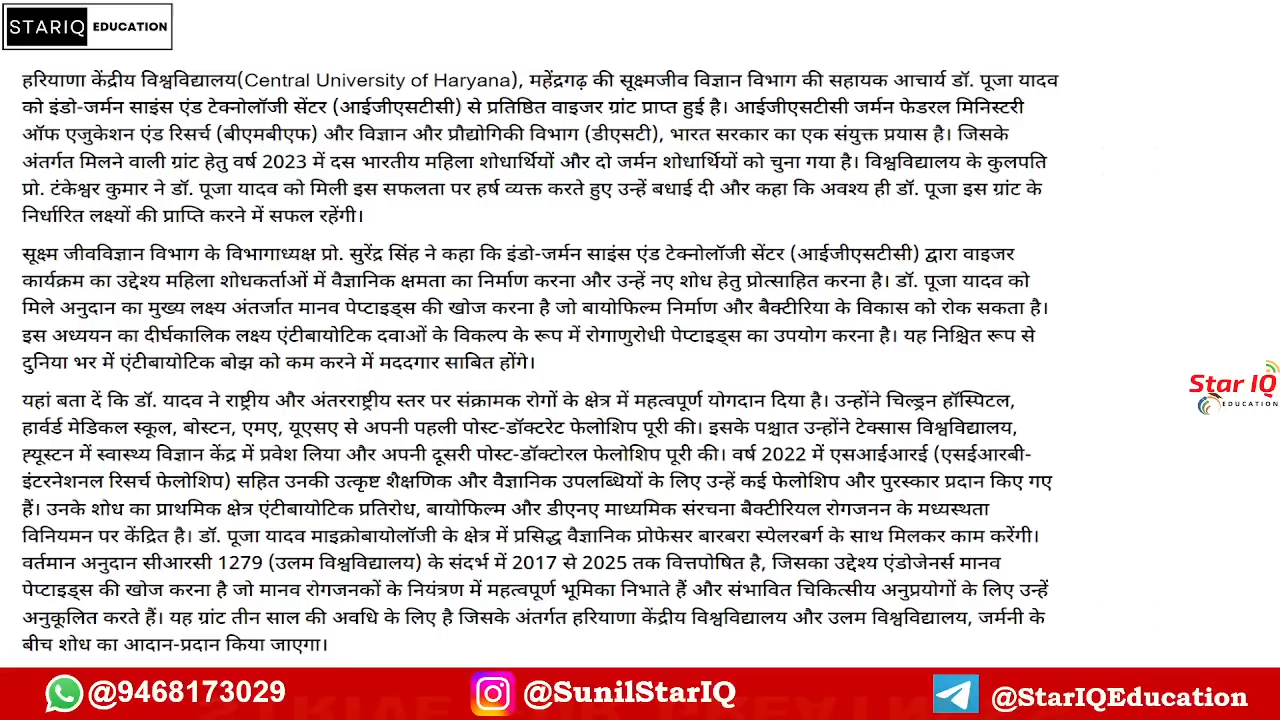 STARIQ EDUCATION
हरियाणा केंद्रीय विश्वविद्यालय(Central University of Haryana), महेंद्रगढ़ की सूक्ष्मजीव विज्ञान विभाग की सहायक आचार्य डॉ. पूजा यादव
को इंडो-जर्मन साइंस एंड टेक्नोलॉजी सेंटर (आईजीएसटीसी) से प्रतिष्ठित वाइजर ग्रांट प्राप्त हुई है। आईजीएसटीसी जर्मन फेडरल मिनिस्टरी
ऑफ एजुकेशन एंड रिसर्च (बीएमबीएफ) और विज्ञान और प्रौद्योगिकी विभाग (डीएसटी), भारत सरकार का एक संयुक्त प्रयास है। जिसके
अंतर्गत मिलने वाली ग्रांट हेतु वर्ष 2023 में दस भारतीय महिला शोधार्थियों और दो जर्मन शोधार्थियों को चुना गया है। विश्वविद्यालय के कुलपति
प्रो. टंकेश्वर कुमार ने डॉ. पूजा यादव को मिली इस सफलता पर हर्ष व्यक्त करते हुए उन्हें बधाई दी और कहा कि अवश्य ही डॉ. पूजा इस ग्रांट के
निर्धारित लक्ष्यों की प्राप्ति करने में सफल रहेंगी।
सूक्ष्म जीवविज्ञान विभाग के विभागाध्यक्ष प्रो. सुरेंद्र सिंह ने कहा कि इंडो-जर्मन साइंस एंड टेक्नोलॉजी सेंटर (आईजीएसटीसी) द्वारा वाइजर
कार्यक्रम का उद्देश्य महिला शोधकर्ताओं में वैज्ञानिक क्षमता का निर्माण करना और उन्हें नए शोध हेतु प्रोत्साहित करना है। डॉ. पूजा यादव को
मिले अनुदान का मुख्य लक्ष्य अंतर्जात मानव पेप्टाइड्स की खोज करना है जो बायोफिल्म निर्माण और बैक्टीरिया के विकास को रोक सकता है।
इस अध्ययन का दीर्घकालिक लक्ष्य एंटीबायोटिक दवाओं के विकल्प के रूप में रोगाणुरोधी पेप्टाइड्स का उपयोग करना है। यह निश्चित रूप से
दुनिया भर में एंटीबायोटिक बोझ को कम करने में मददगार साबित होंगे।
यहां बता दें कि डॉ. यादव ने राष्ट्रीय और अंतरराष्ट्रीय स्तर पर संक्रामक रोगों के क्षेत्र में महत्वपूर्ण योगदान दिया है। उन्होंने चिल्ड्रन हॉस्पिटल,
हार्वर्ड मेडिकल स्कूल, बोस्टन, एमए, यूएसए से अपनी पहली पोस्ट-डॉक्टरेट फेलोशिप पूरी की। इसके पश्चात उन्होंने टेक्सास विश्वविद्यालय,
ह्यूस्टन में स्वास्थ्य विज्ञान केंद्र में प्रवेश लिया और अपनी दूसरी पोस्ट-डॉक्टोरल फेलोशिप पूरी की। वर्ष 2022 में एसआईआरई (एसईआरबी-
इंटरनेशनल रिसर्च फेलोशिप) सहित उनकी उत्कृष्ट शैक्षणिक और वैज्ञानिक उपलब्धियों के लिए उन्हें कई फेलोशिप और पुरस्कार प्रदान किए गए
हैं। उनके शोध का प्राथमिक क्षेत्र एंटीबायोटिक प्रतिरोध, बायोफिल्म और डीएनए माध्यमिक संरचना बैक्टीरियल रोगजनन के मध्यस्थता
विनियमन पर केंद्रित है। डॉ. पूजा यादव माइक्रोबायोलॉजी के क्षेत्र में प्रसिद्ध वैज्ञानिक प्रोफेसर बारबरा स्पेलरबर्ग के साथ मिलकर काम करेंगी।
वर्तमान अनुदान सीआरसी 1279 (उलम विश्वविद्यालय) के संदर्भ में 2017 से 2025 तक वित्तपोषित है, जिसका उद्देश्य एंडोजेनर्स मानव
पेप्टाइड्स की खोज करना है जो मानव रोगजनकों के नियंत्रण में महत्वपूर्ण भूमिका निभाते हैं और संभावित चिकित्सीय अनुप्रयोगों के लिए उन्हें
अनुकूलित करते हैं। यह ग्रांट तीन साल की अवधि के लिए है जिसके अंतर्गत हरियाणा केंद्रीय विश्वविद्यालय और उलम विश्वविद्यालय, जर्मनी के
बीच शोध का आदान-प्रदान किया जाएगा।
Star IQ
EDUCATION
@9468173029 @SunilStarIQ @StarIQEducation